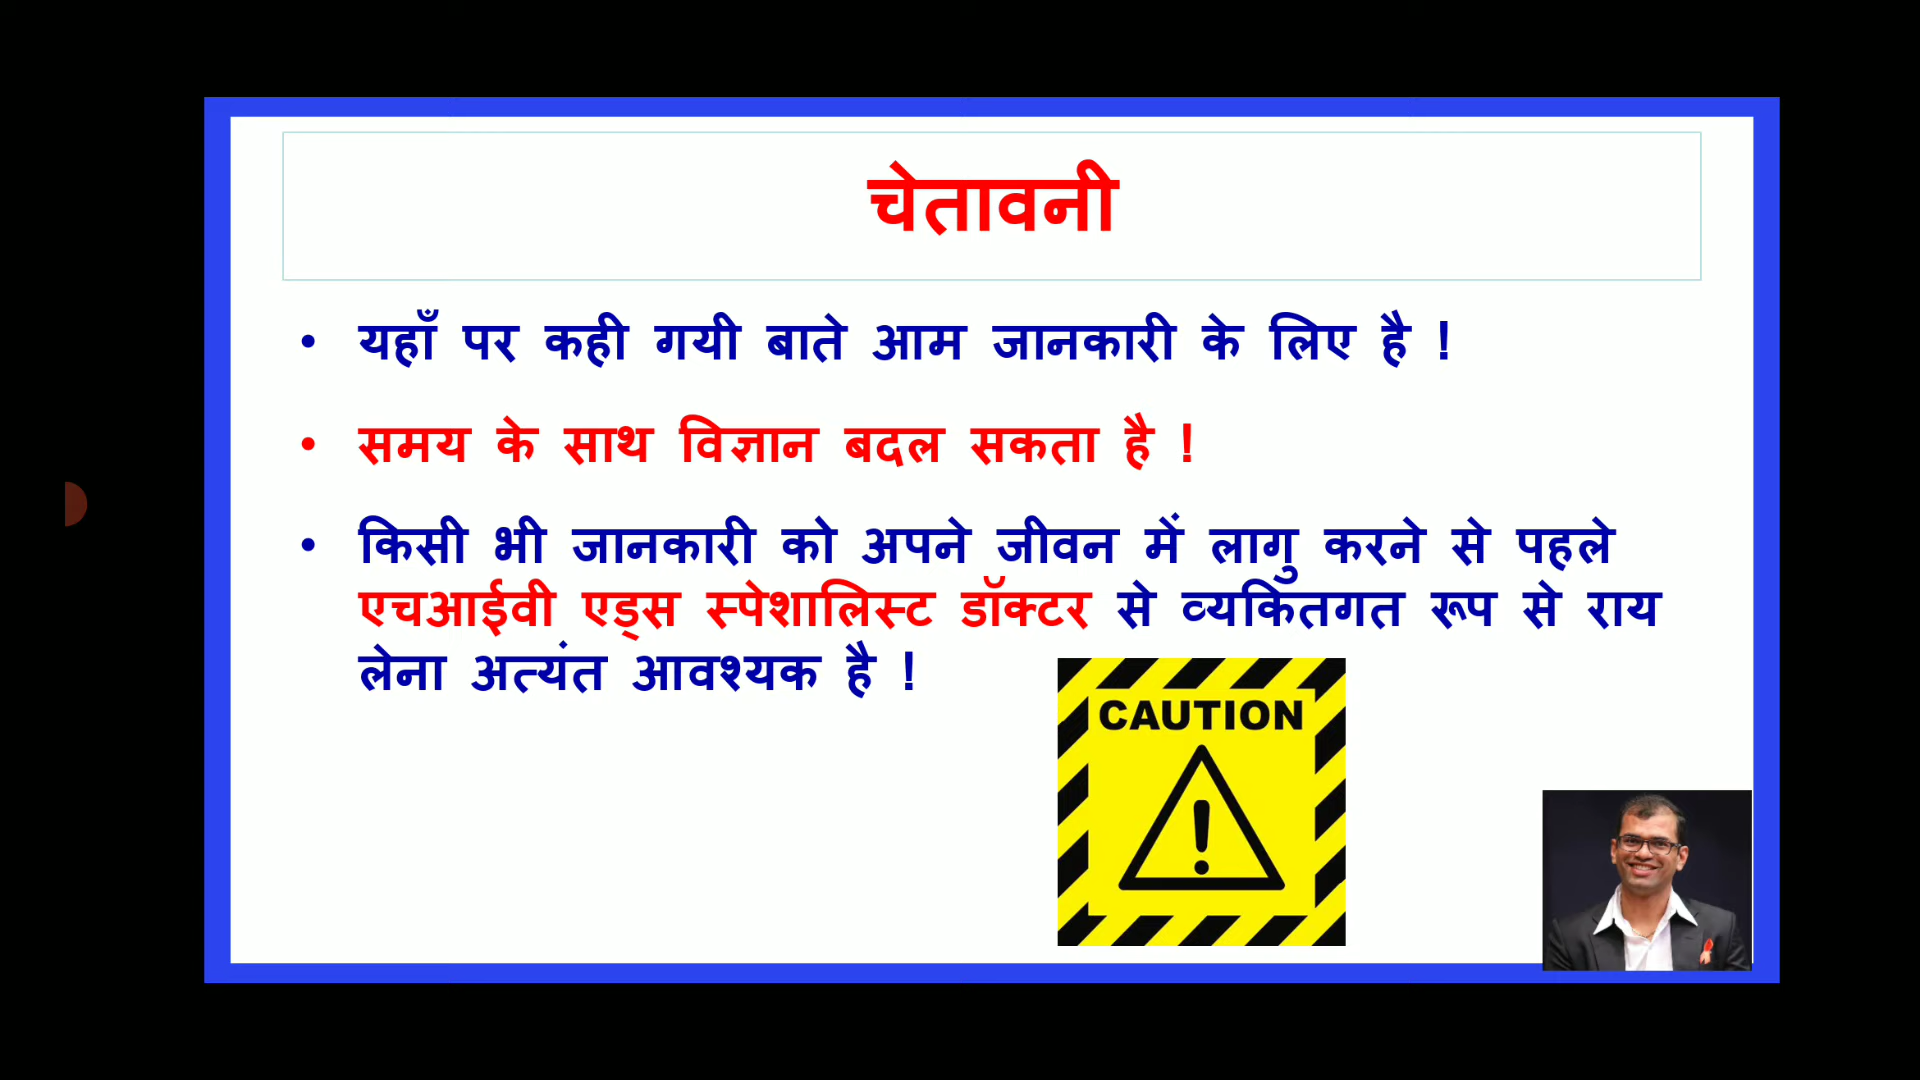 चेतावनी
• यहाँ पर कही गयी बाते आम जानकारी के लिए है !
• समय के साथ विज्ञान बदल सकता है !
• किसी भी जानकारी को अपने जीवन में लागु करने से पहले
एचआईवी एड्स स्पेशालिस्ट डॉक्टर से व्यकितगत रूप से राय
लेना अत्यंत आवश्यक है !
CAUTION